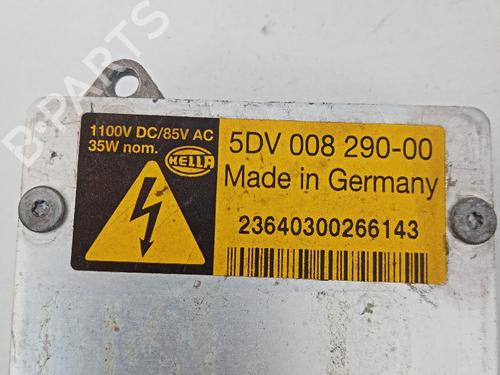 B-PARTS
1100V DC/85V AC
35W nom.
HELLA
5DV 008 290-00
Made in Germany
23640300266143